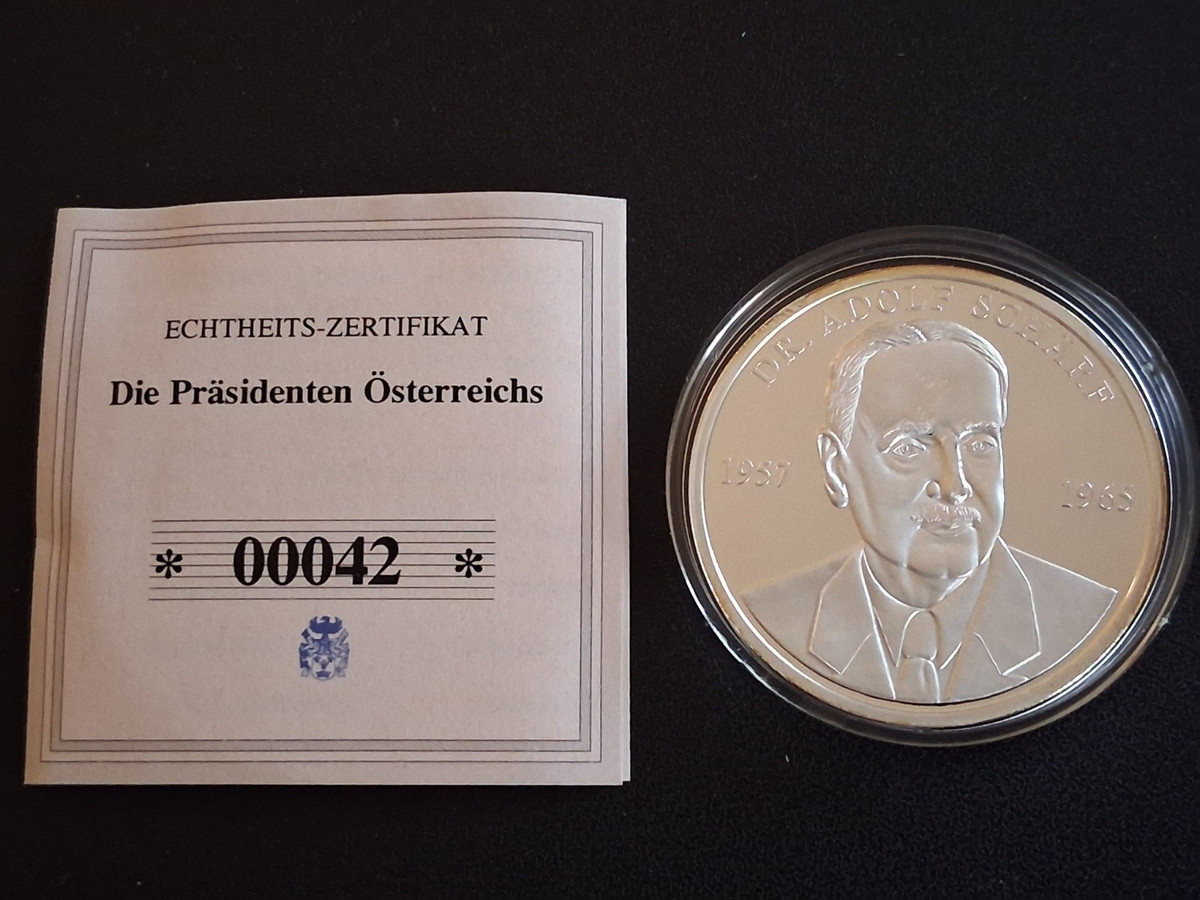 ECHTHEITS-ZERTIFIKAT
Die Präsidenten Österreichs
* 00042 *
DR. ADOLF SCHÄRF
1957
1965